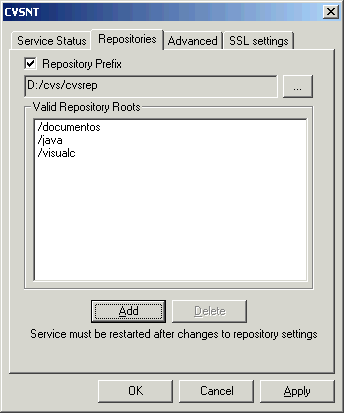 CVSNT
Service Status
Repositories
Advanced
SSL settings
Repository Prefix
D:/cvs/cvsrep
...
Valid Repository Roots
/documentos
/java
/visualc
Add
Delete
Service must be restarted after changes to repository settings
OK
Cancel
Apply